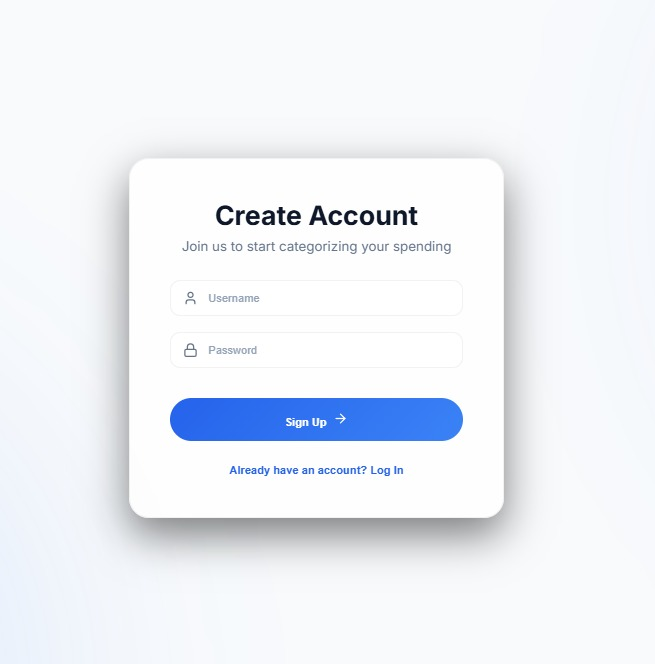 Create Account
Join us to start categorizing your spending
Username
Password
Sign Up
Already have an account? Log In